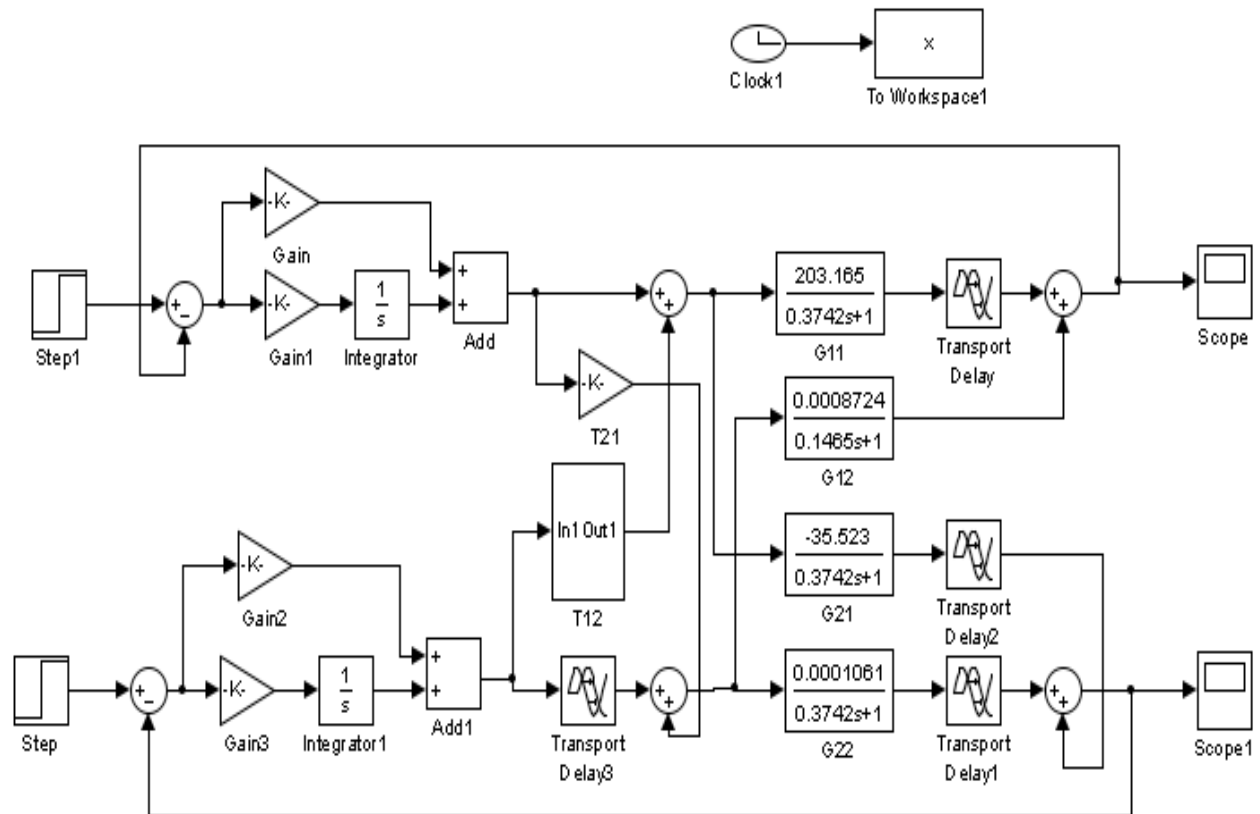 x
Clock1
To Workspace1
-K-
Gain
Step1
+
−
-K-
Gain1
1
s
Integrator
+
+
Add
+
+
203.165
0.3742s+1
G11
Transport
Delay
+
+
Scope
-K-
T21
0.0008724
0.1465s+1
G12
In1 Out1
T12
-35.523
0.3742s+1
G21
Transport
Delay2
-K-
Gain2
Step
+
−
-K-
Gain3
1
s
Integrator1
+
+
Add1
Transport
Delay3
+
+
0.0001061
0.3742s+1
G22
Transport
Delay1
+
+
Scope1